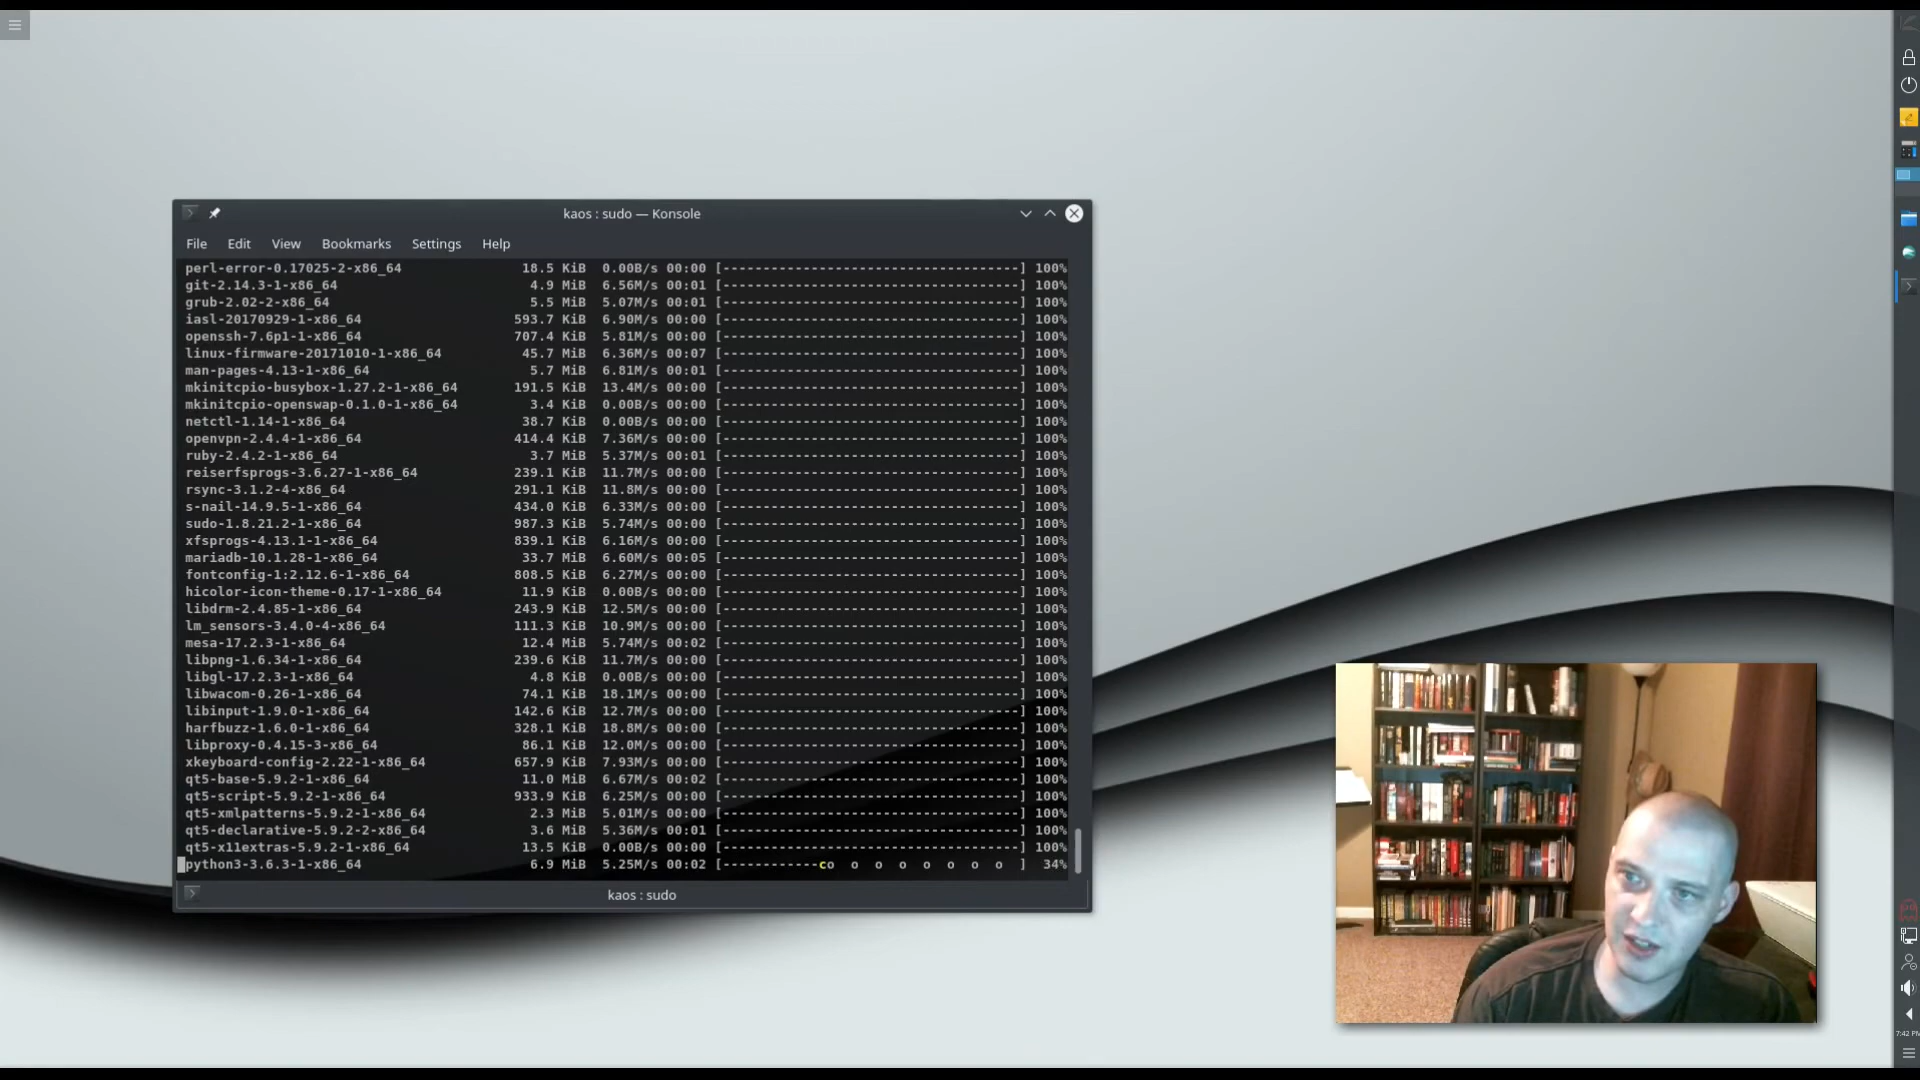 kaos : sudo — Konsole
File Edit View Bookmarks Settings Help
perl-error-0.17025-2-x86_64 18.5 KiB 0.00B/s 00:00 [-------------------------------------] 100%
git-2.14.3-1-x86_64 4.9 MiB 6.56M/s 00:01 [-------------------------------------] 100%
grub-2.02-2-x86_64 5.5 MiB 5.07M/s 00:01 [-------------------------------------] 100%
iasl-20170929-1-x86_64 593.7 KiB 6.90M/s 00:00 [-------------------------------------] 100%
openssh-7.6p1-1-x86_64 707.4 KiB 5.81M/s 00:00 [-------------------------------------] 100%
linux-firmware-20171010-1-x86_64 45.7 MiB 6.36M/s 00:07 [-------------------------------------] 100%
man-pages-4.13-1-x86_64 5.7 MiB 6.81M/s 00:01 [-------------------------------------] 100%
mkinitcpio-busybox-1.27.2-1-x86_64 191.5 KiB 13.4M/s 00:00 [-------------------------------------] 100%
mkinitcpio-openswap-0.1.0-1-x86_64 3.4 KiB 0.00B/s 00:00 [-------------------------------------] 100%
netctl-1.14-1-x86_64 38.7 KiB 0.00B/s 00:00 [-------------------------------------] 100%
openvpn-2.4.4-1-x86_64 414.4 KiB 7.36M/s 00:00 [-------------------------------------] 100%
ruby-2.4.2-1-x86_64 3.7 MiB 5.37M/s 00:01 [-------------------------------------] 100%
reiserfsprogs-3.6.27-1-x86_64 239.1 KiB 11.7M/s 00:00 [-------------------------------------] 100%
rsync-3.1.2-4-x86_64 291.1 KiB 11.8M/s 00:00 [-------------------------------------] 100%
s-nail-14.9.5-1-x86_64 434.0 KiB 6.33M/s 00:00 [-------------------------------------] 100%
sudo-1.8.21.2-1-x86_64 987.3 KiB 5.74M/s 00:00 [-------------------------------------] 100%
xfsprogs-4.13.1-1-x86_64 839.1 KiB 6.16M/s 00:00 [-------------------------------------] 100%
mariadb-10.1.28-1-x86_64 33.7 MiB 6.60M/s 00:05 [-------------------------------------] 100%
fontconfig-1:2.12.6-1-x86_64 808.5 KiB 6.27M/s 00:00 [-------------------------------------] 100%
hicolor-icon-theme-0.17-1-x86_64 11.9 KiB 0.00B/s 00:00 [-------------------------------------] 100%
libdrm-2.4.85-1-x86_64 243.9 KiB 12.5M/s 00:00 [-------------------------------------] 100%
lm_sensors-3.4.0-4-x86_64 111.3 KiB 10.9M/s 00:00 [-------------------------------------] 100%
mesa-17.2.3-1-x86_64 12.4 MiB 5.74M/s 00:02 [-------------------------------------] 100%
libpng-1.6.34-1-x86_64 239.6 KiB 11.7M/s 00:00 [-------------------------------------] 100%
libgl-17.2.3-1-x86_64 4.8 KiB 0.00B/s 00:00 [-------------------------------------] 100%
libwacom-0.26-1-x86_64 74.1 KiB 18.1M/s 00:00 [-------------------------------------] 100%
libinput-1.9.0-1-x86_64 142.6 KiB 12.7M/s 00:00 [-------------------------------------] 100%
harfbuzz-1.6.0-1-x86_64 328.1 KiB 18.8M/s 00:00 [-------------------------------------] 100%
libproxy-0.4.15-3-x86_64 86.1 KiB 12.0M/s 00:00 [-------------------------------------] 100%
xkeyboard-config-2.22-1-x86_64 657.9 KiB 7.93M/s 00:00 [-------------------------------------] 100%
qt5-base-5.9.2-1-x86_64 11.0 MiB 6.67M/s 00:02 [-------------------------------------] 100%
qt5-script-5.9.2-1-x86_64 933.9 KiB 6.25M/s 00:00 [-------------------------------------] 100%
qt5-xmlpatterns-5.9.2-1-x86_64 2.3 MiB 5.01M/s 00:00 [-------------------------------------] 100%
qt5-declarative-5.9.2-2-x86_64 3.6 MiB 5.36M/s 00:01 [-------------------------------------] 100%
qt5-x11extras-5.9.2-1-x86_64 13.5 KiB 0.00B/s 00:00 [-------------------------------------] 100%
python3-3.6.3-1-x86_64 6.9 MiB 5.25M/s 00:02 [------------co  o  o  o  o  o  o  o  ] 34%
kaos : sudo
7:42 PM